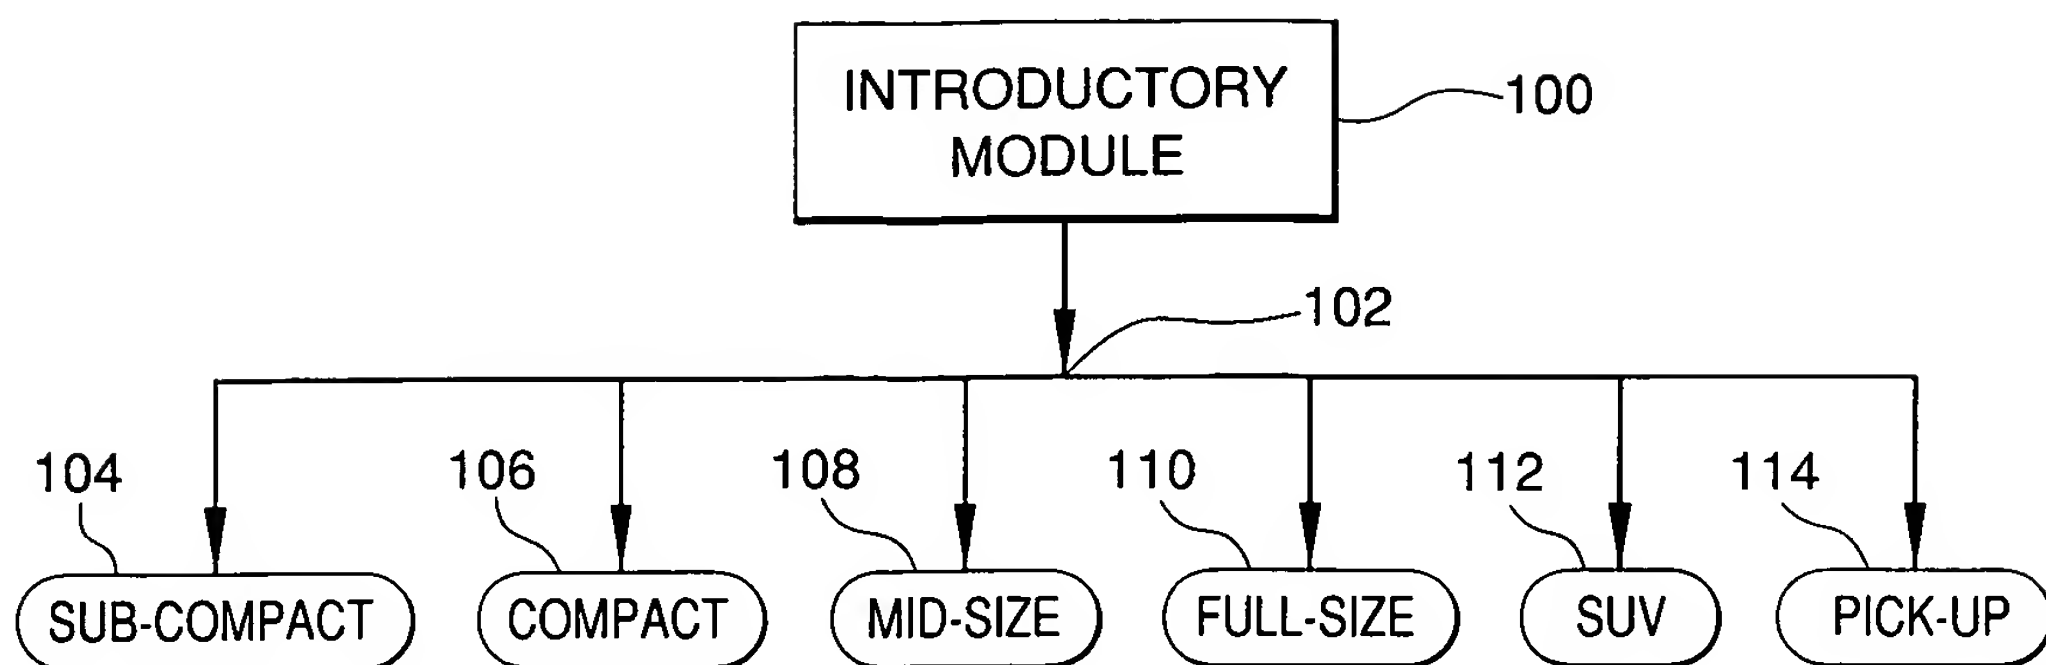 INTRODUCTORY
MODULE
100
102
104
106
108
110
112
114
SUB-COMPACT
COMPACT
MID-SIZE
FULL-SIZE
SUV
PICK-UP